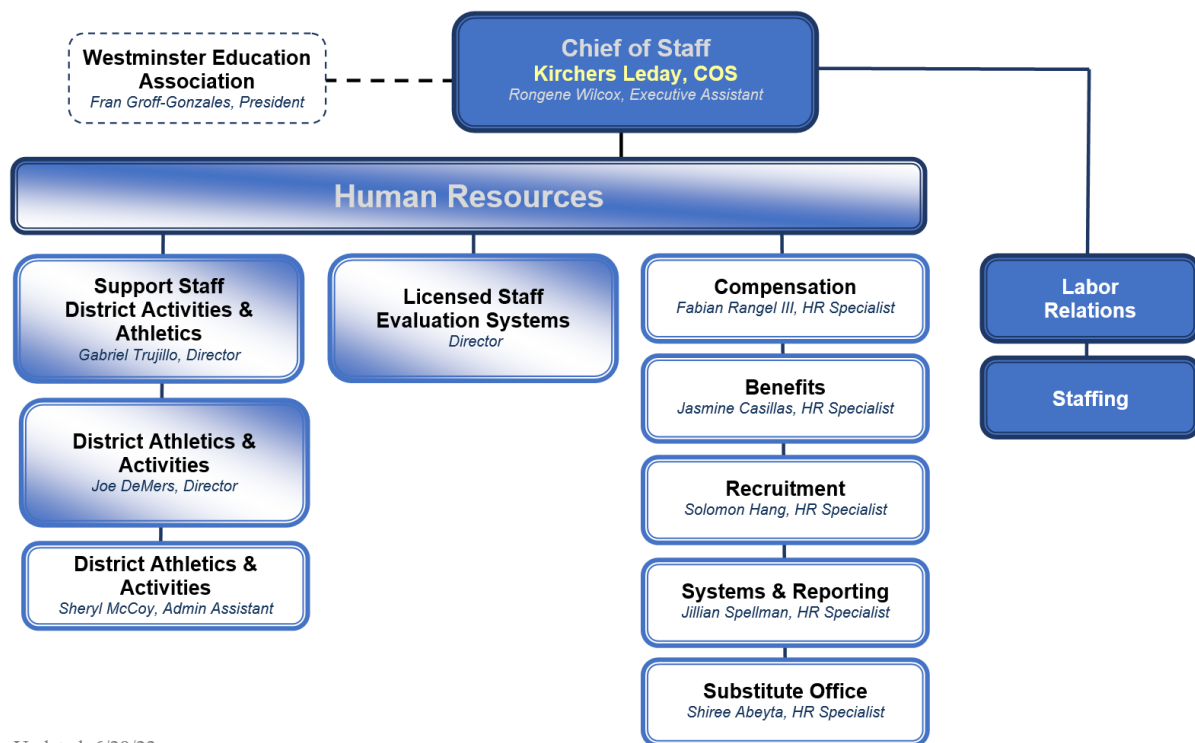 Chief of Staff
Kirchers Leday, COS
Rongene Wilcox, Executive Assistant
Westminster Education
Association
Fran Groff-Gonzales, President
Human Resources
Support Staff
District Activities &
Athletics
Gabriel Trujillo, Director
District Athletics &
Activities
Joe DeMers, Director
District Athletics &
Activities
Sheryl McCoy, Admin Assistant
Licensed Staff
Evaluation Systems
Director
Compensation
Fabian Rangel III, HR Specialist
Benefits
Jasmine Casillas, HR Specialist
Recruitment
Solomon Hang, HR Specialist
Systems & Reporting
Jillian Spellman, HR Specialist
Substitute Office
Shiree Abeyta, HR Specialist
Labor
Relations
Staffing